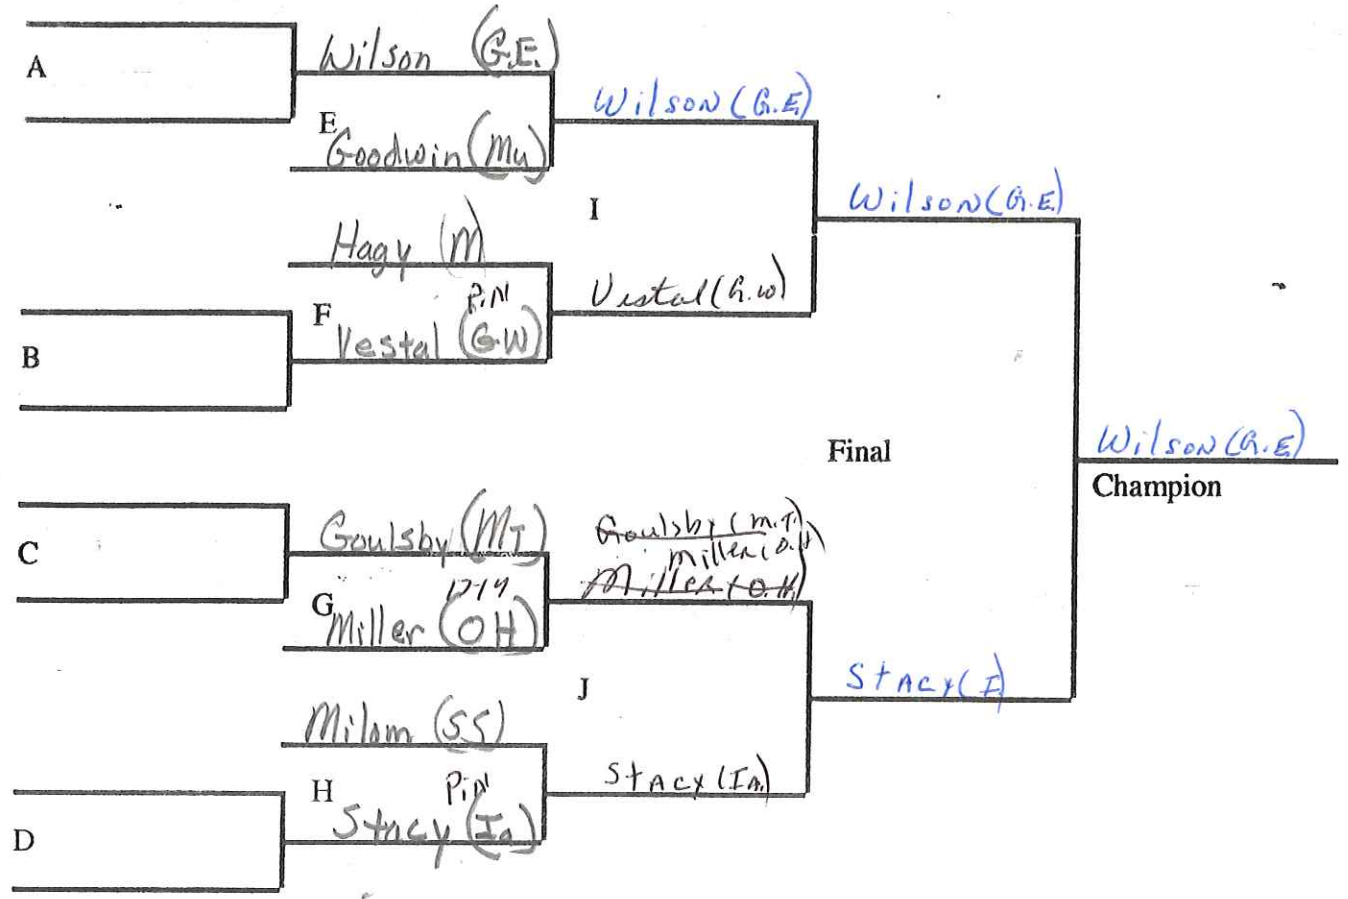 Wilson (G.E.)
A
Wilson (G.E)
E
Goodwin (Mu)
Wilson (G.E.)
I
Hagy (M)
Vestal (G.W)
PiN
F
Vestal (G.W)
B
Wilson (G.E)
Final
Champion
Goulsby (MT)
Goulsby (M.T.)
Miller (O.H)
C
Miller (O.H.)
G
Miller (OH)
Stacy (I)
J
Milam (SS)
Stacy (Ia.)
H
PiN
Stacy (Ia)
D